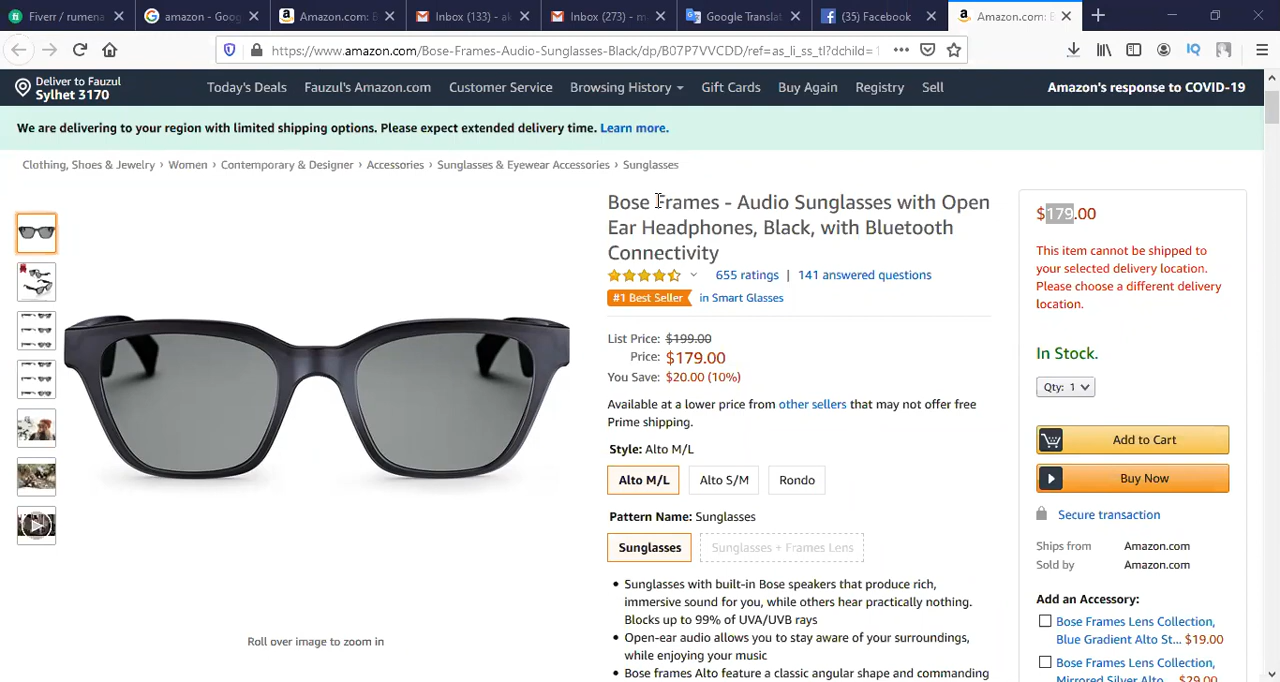 Fiverr / rumena
amazon - Goog
Amazon.com: B
Inbox (133) - ak
Inbox (273) - m
Google Translat
(35) Facebook
Amazon.com: B
https://www.amazon.com/Bose-Frames-Audio-Sunglasses-Black/dp/B07P7VVCDD/ref=as_li_ss_tl?dchild=1
IQ
Deliver to Fauzul
Sylhet 3170
Today's Deals Fauzul's Amazon.com Customer Service Browsing History Gift Cards Buy Again Registry Sell
Amazon's response to COVID-19
We are delivering to your region with limited shipping options. Please expect extended delivery time. Learn more.
Clothing, Shoes & Jewelry › Women › Contemporary & Designer › Accessories › Sunglasses & Eyewear Accessories › Sunglasses
Roll over image to zoom in
Bose Frames - Audio Sunglasses with Open
Ear Headphones, Black, with Bluetooth
Connectivity
655 ratings | 141 answered questions
#1 Best Seller in Smart Glasses
List Price: $199.00
Price: $179.00
You Save: $20.00 (10%)
Available at a lower price from other sellers that may not offer free
Prime shipping.
Style: Alto M/L
Alto M/L Alto S/M Rondo
Pattern Name: Sunglasses
Sunglasses Sunglasses + Frames Lens
• Sunglasses with built-in Bose speakers that produce rich,
immersive sound for you, while others hear practically nothing.
Blocks up to 99% of UVA/UVB rays
• Open-ear audio allows you to stay aware of your surroundings,
while enjoying your music
• Bose frames Alto feature a classic angular shape and commanding
$179.00
This item cannot be shipped to
your selected delivery location.
Please choose a different delivery
location.
In Stock.
Qty: 1
Add to Cart
Buy Now
Secure transaction
Ships from Amazon.com
Sold by Amazon.com
Add an Accessory:
Bose Frames Lens Collection,
Blue Gradient Alto St... $19.00
Bose Frames Lens Collection,
Mirrored Silver Alto $29.00